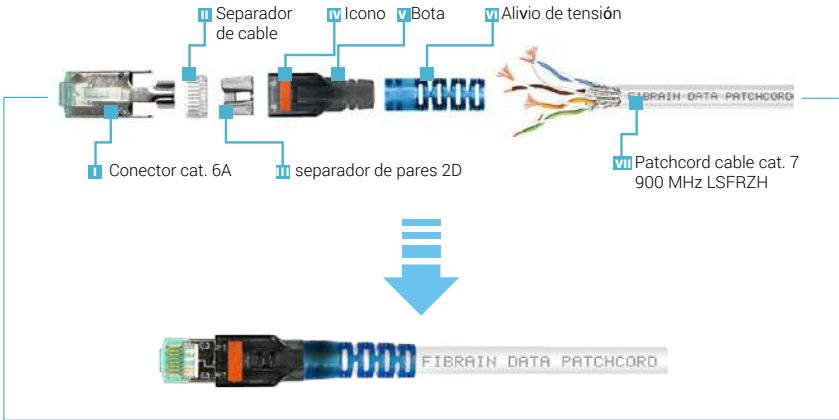 II Separador
de cable
IV Icono
V Bota
VI Alivio de tensión
FIBRAIN DATA PATCHCORD
I Conector cat. 6A
III separador de pares 2D
VII Patchcord cable cat. 7
900 MHz LSFRZH
FIBRAIN DATA PATCHCORD